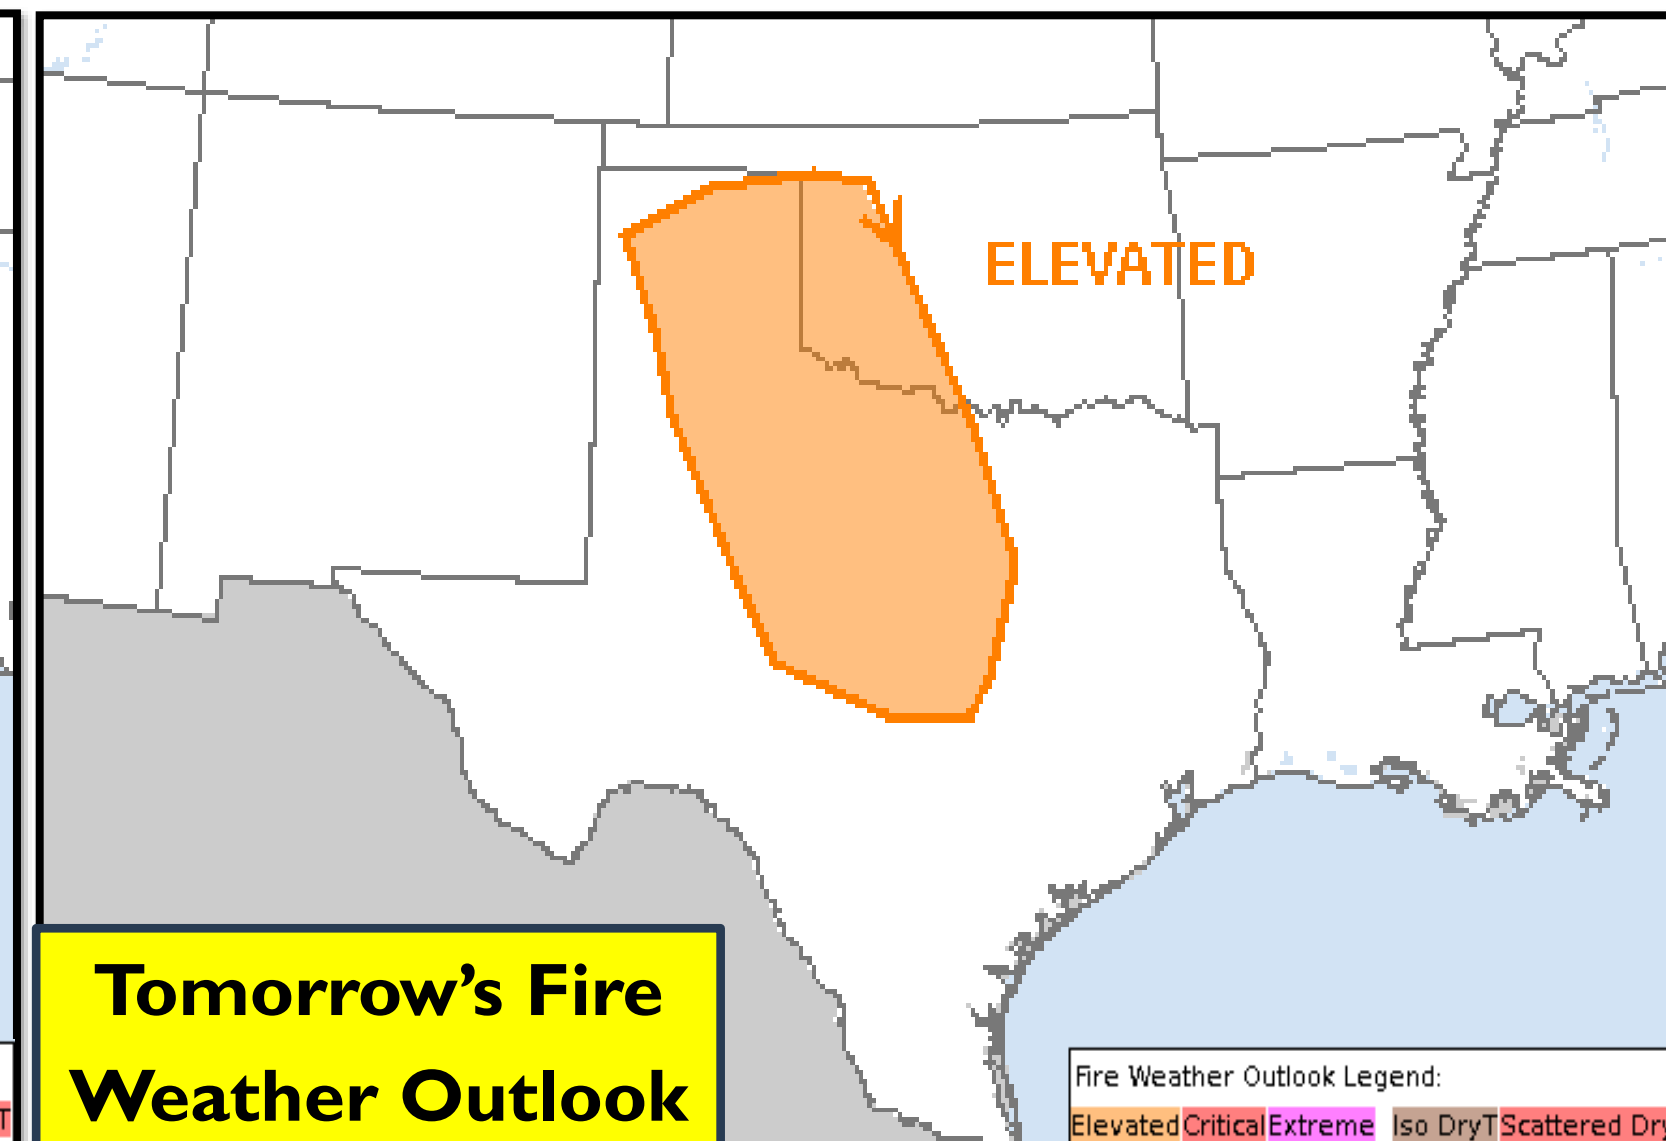 ELEVATED
Tomorrow's Fire
Weather Outlook
Fire Weather Outlook Legend:
Elevated Critical Extreme Iso DryT Scattered Dry
T